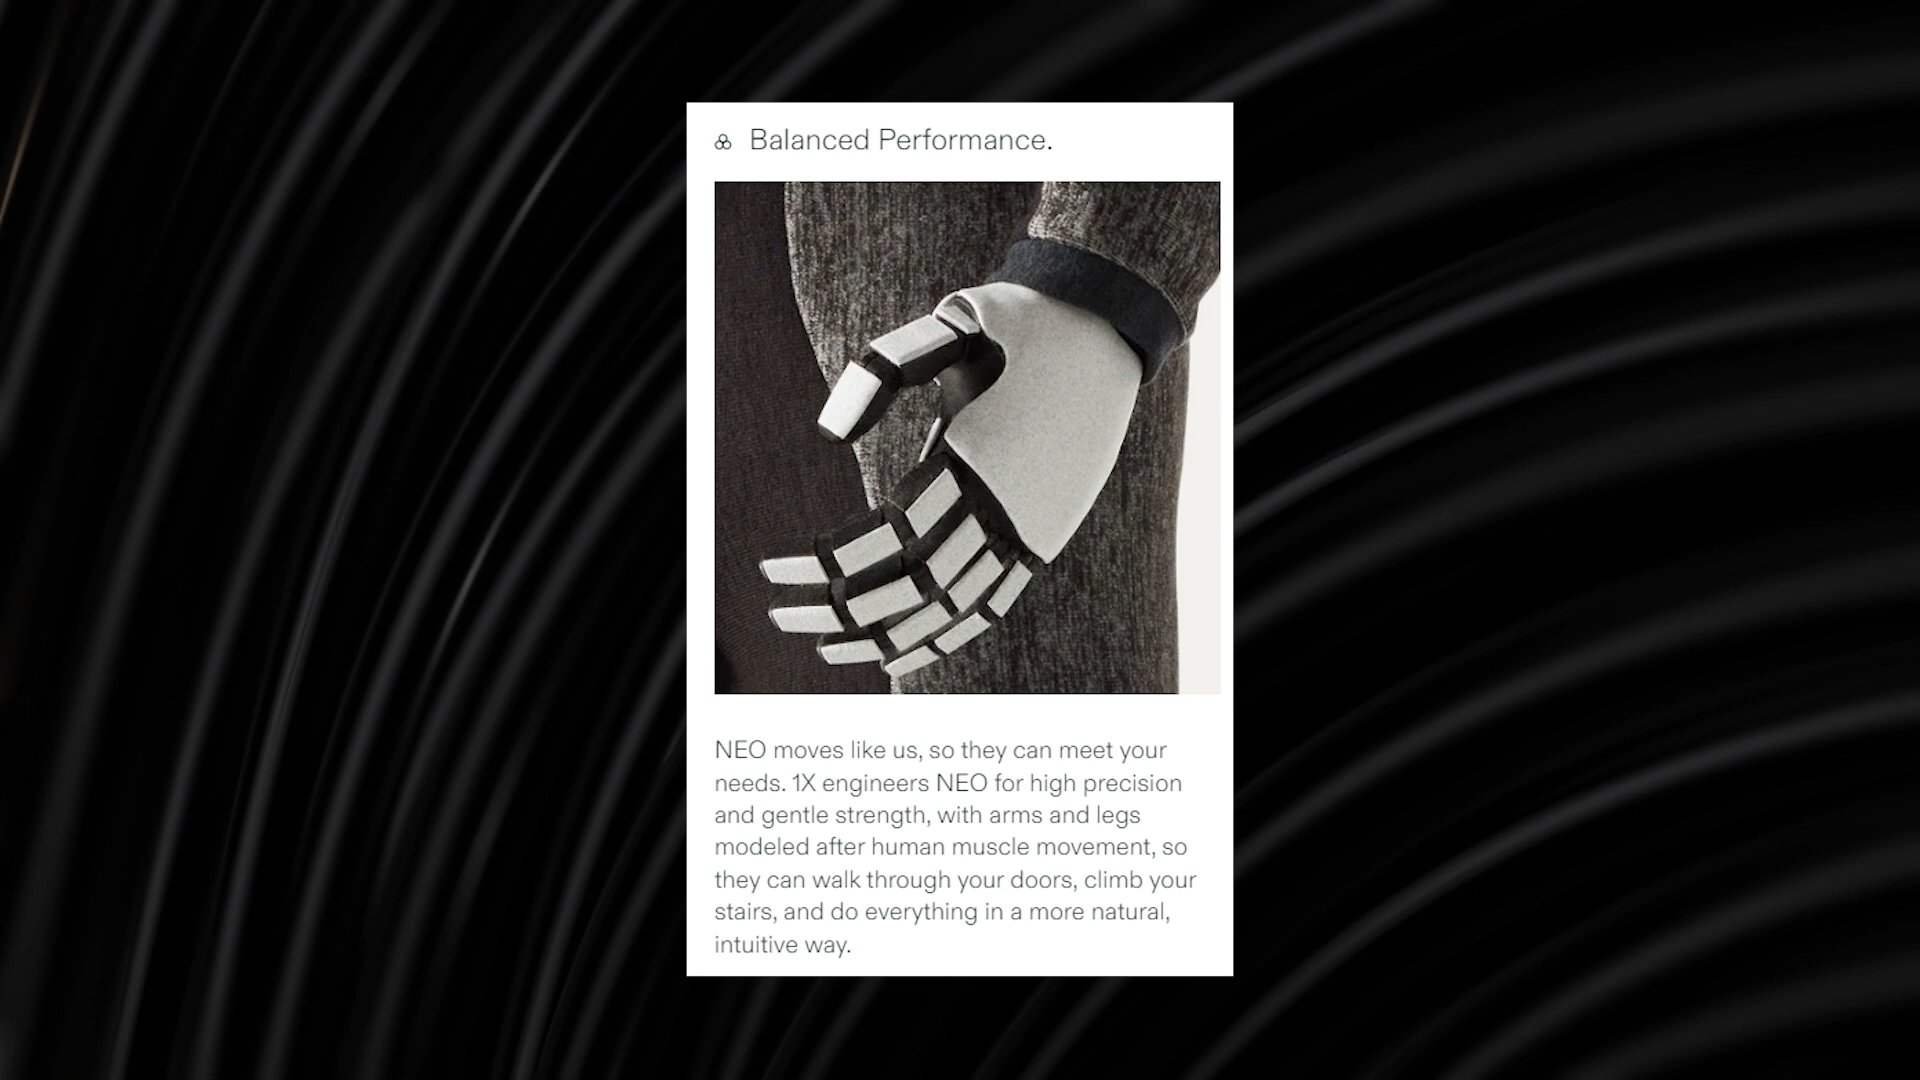 Balanced Performance.
NEO moves like us, so they can meet your
needs. 1X engineers NEO for high precision
and gentle strength, with arms and legs
modeled after human muscle movement, so
they can walk through your doors, climb your
stairs, and do everything in a more natural,
intuitive way.